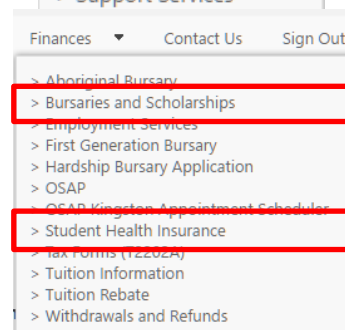 Support Services
Finances ▼ Contact Us Sign Out
> Aboriginal Bursary
> Bursaries and Scholarships
> Employment Services
> First Generation Bursary
> Hardship Bursary Application
> OSAP
> OSAP Kingston Appointment Scheduler
> Student Health Insurance
> Tax Forms (T2202A)
> Tuition Information
> Tuition Rebate
> Withdrawals and Refunds